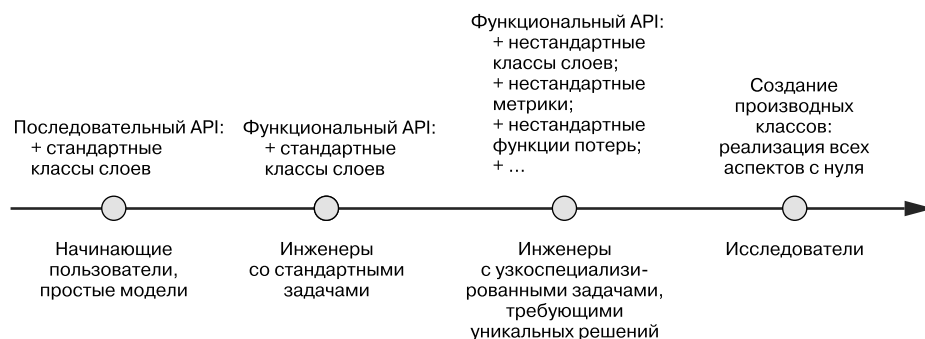 Последовательный API:
+ стандартные
классы слоев
Функциональный API:
+ стандартные
классы слоев
Функциональный API:
+ нестандартные
классы слоев;
+ нестандартные
метрики;
+ нестандартные
функции потерь;
+ ...
Создание
производных
классов:
реализация всех
аспектов с нуля
Начинающие
пользователи,
простые модели
Инженеры
со стандартными
задачами
Инженеры
с узкоспециализи-
рованными задачами,
требующими
уникальных решений
Исследователи